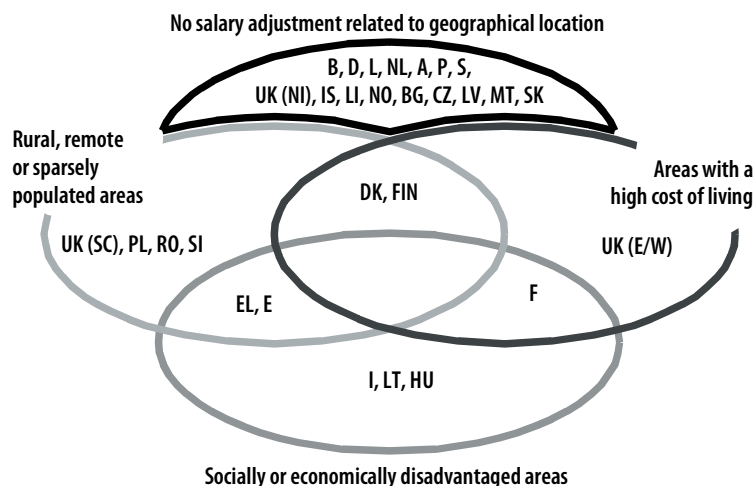 No salary adjustment related to geographical location
B, D, L, NL, A, P, S,
UK (NI), IS, LI, NO, BG, CZ, LV, MT, SK
Rural, remote
or sparsely
populated areas
Areas with a
high cost of living
DK, FIN
UK (SC), PL, RO, SI
UK (E/W)
EL, E
F
I, LT, HU
Socially or economically disadvantaged areas